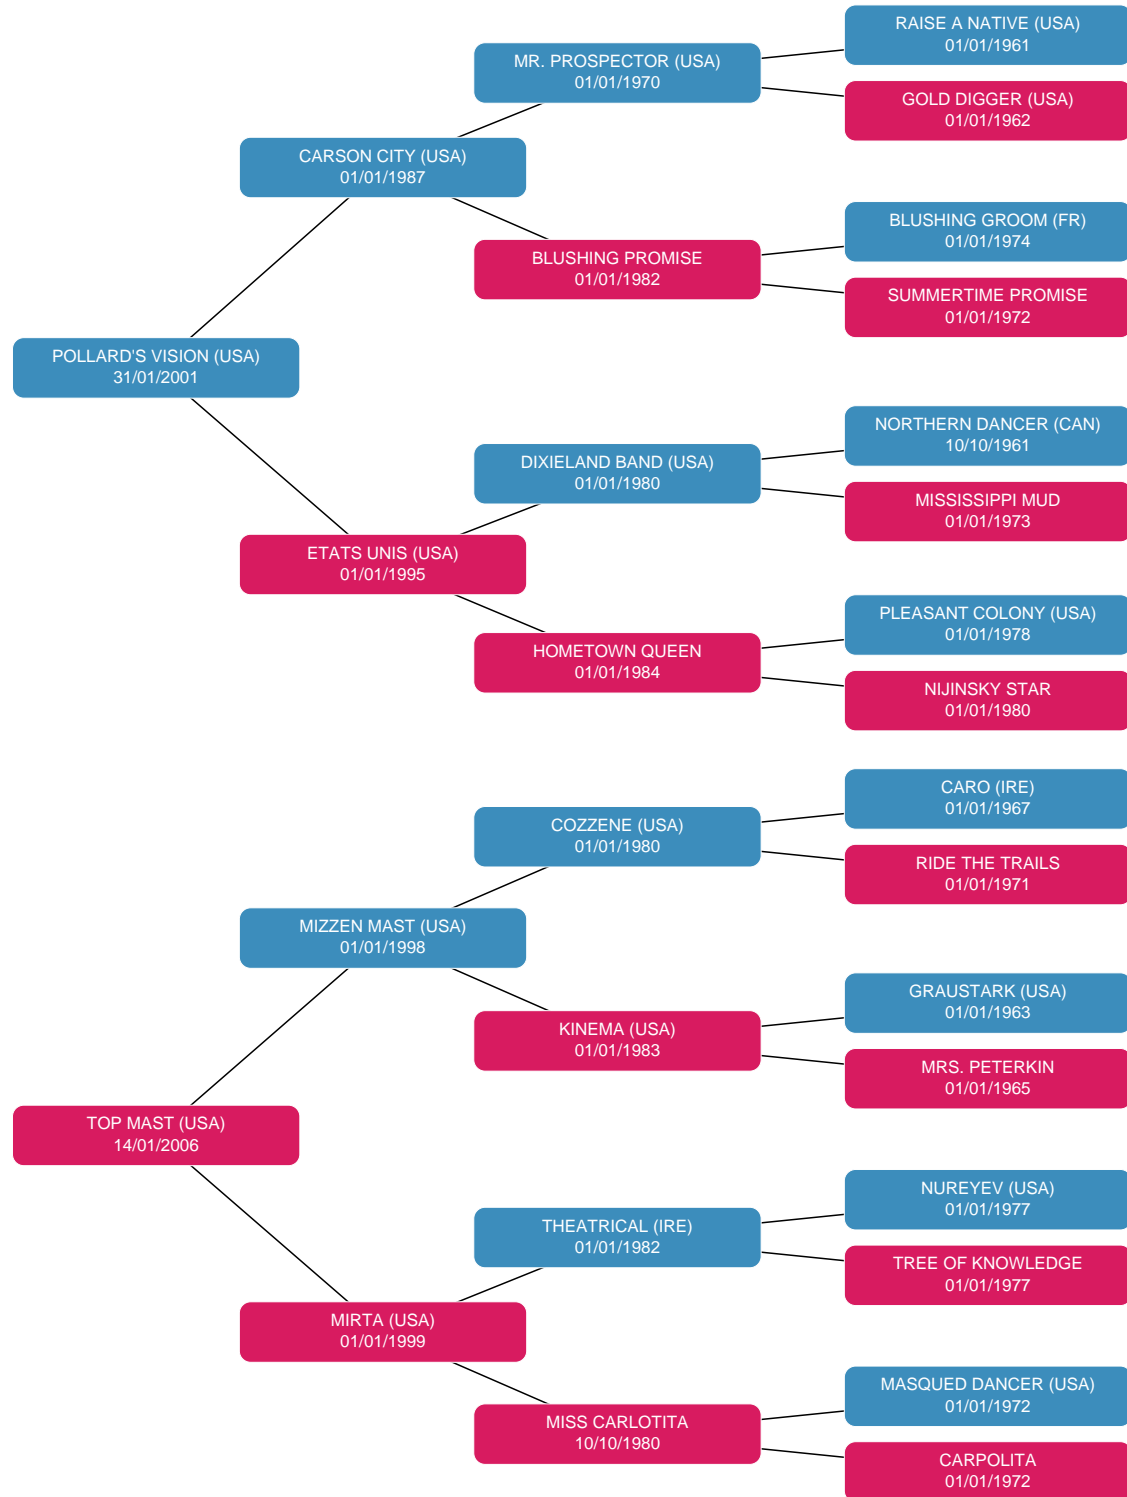 RAISE A NATIVE (USA)
01/01/1961
MR. PROSPECTOR (USA)
01/01/1970
GOLD DIGGER (USA)
01/01/1962
CARSON CITY (USA)
01/01/1987
BLUSHING GROOM (FR)
01/01/1974
BLUSHING PROMISE
01/01/1982
SUMMERTIME PROMISE
01/01/1972
POLLARD'S VISION (USA)
31/01/2001
NORTHERN DANCER (CAN)
10/10/1961
DIXIELAND BAND (USA)
01/01/1980
MISSISSIPPI MUD
01/01/1973
ETATS UNIS (USA)
01/01/1995
PLEASANT COLONY (USA)
01/01/1978
HOMETOWN QUEEN
01/01/1984
NIJINSKY STAR
01/01/1980
CARO (IRE)
01/01/1967
COZZENE (USA)
01/01/1980
RIDE THE TRAILS
01/01/1971
MIZZEN MAST (USA)
01/01/1998
GRAUSTARK (USA)
01/01/1963
KINEMA (USA)
01/01/1983
MRS. PETERKIN
01/01/1965
TOP MAST (USA)
14/01/2006
NUREYEV (USA)
01/01/1977
THEATRICAL (IRE)
01/01/1982
TREE OF KNOWLEDGE
01/01/1977
MIRTA (USA)
01/01/1999
MASQUED DANCER (USA)
01/01/1972
MISS CARLOTITA
10/10/1980
CARPOLITA
01/01/1972